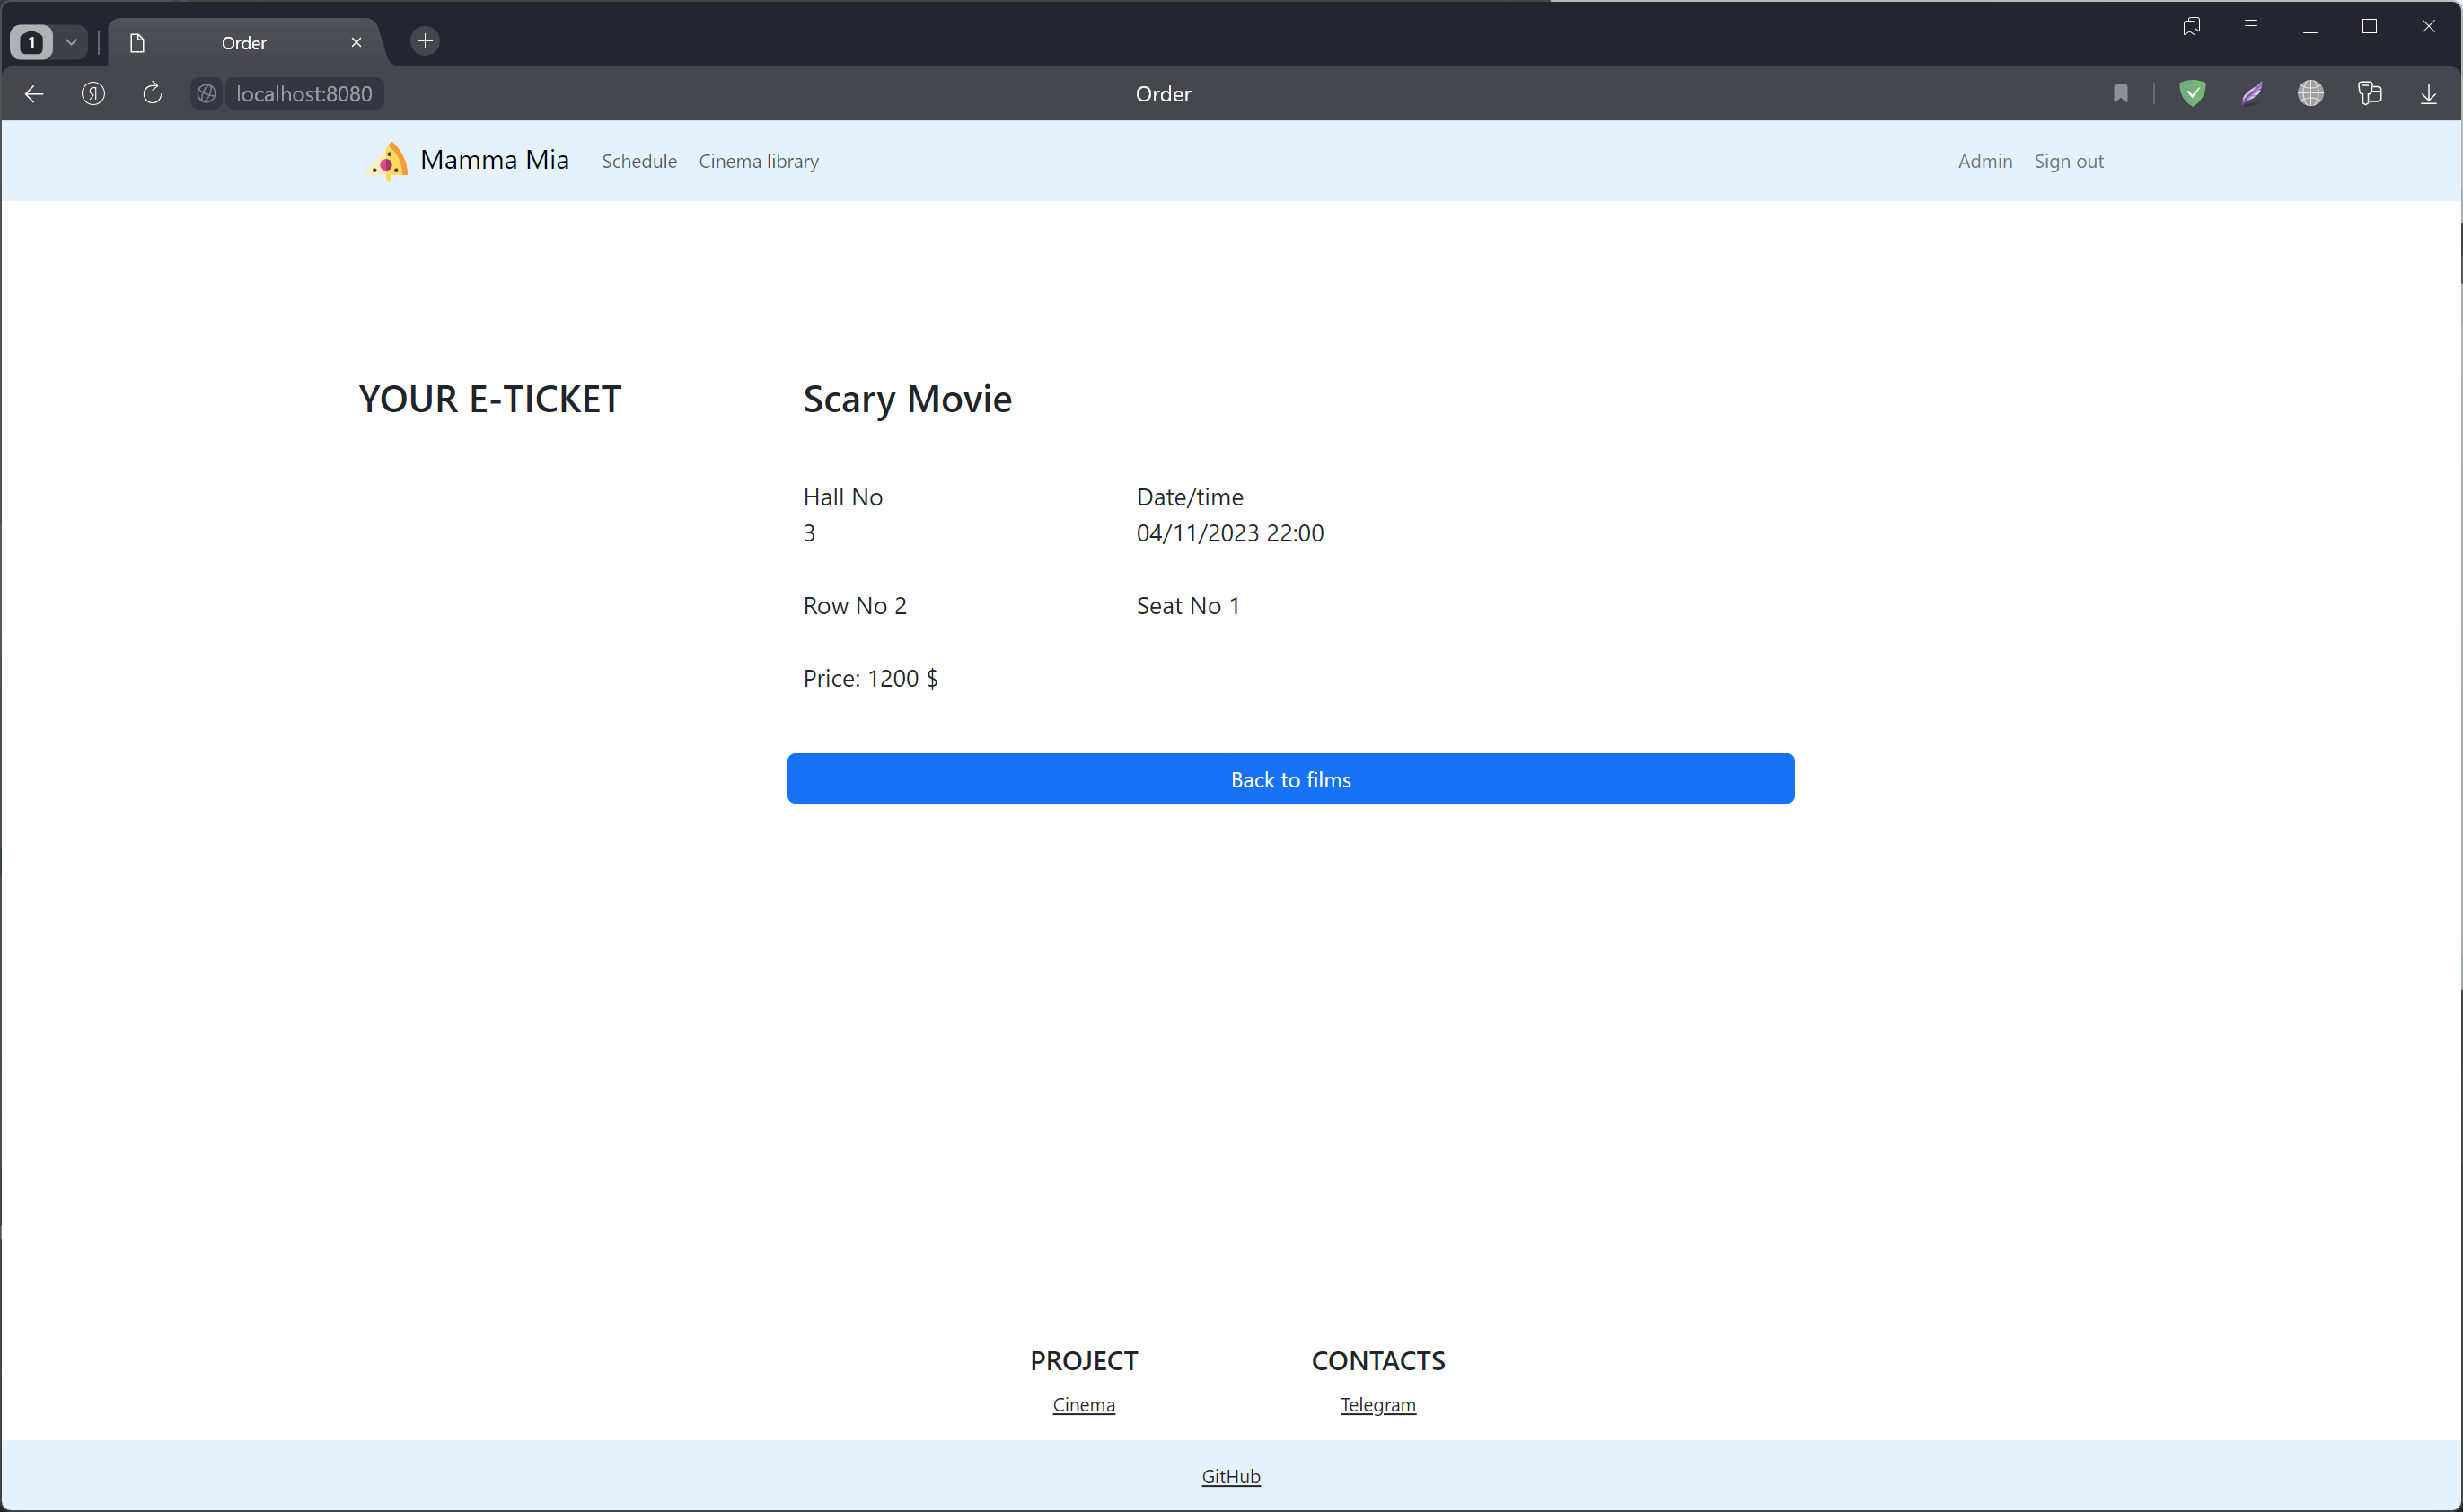 1
Order
Я
localhost:8080
Order
Mamma Mia
Schedule
Cinema library
Admin
Sign out
YOUR E-TICKET
Scary Movie
Hall No
Date/time
3
04/11/2023 22:00
Row No 2
Seat No 1
Price: 1200 $
Back to films
PROJECT
CONTACTS
Cinema
Telegram
GitHub